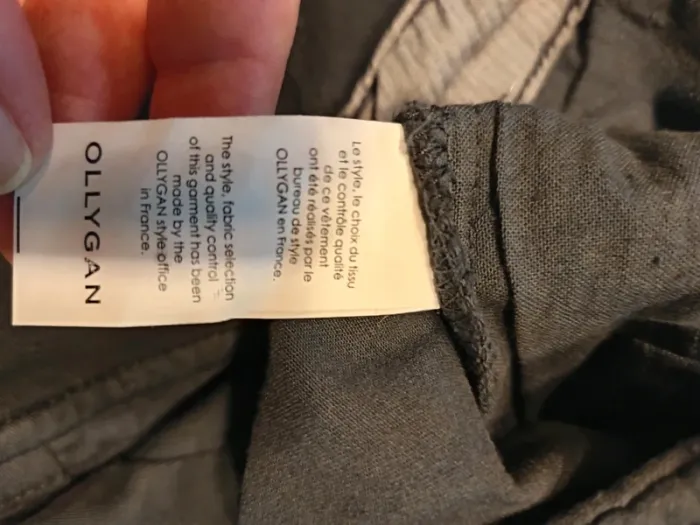 Le style, le choix du tissu
et le contrôle qualité
de ce vêtement
ont été réalisés par le
bureau de style
OLLYGAN en France.
The style, fabric selection
and quality control
of this garment has been
made by the
OLLYGAN style office
in France.
OLLYGAN